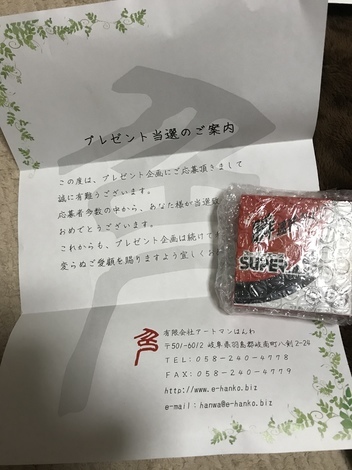 プレゼント当選のご案内
この度は、プレゼント企画にご応募頂きまして
誠に有難うございます。
応募者多数の中から、あなた様が当選
おめでとうございます。
これからも、プレゼント企画は続けて
変らぬご愛顧を賜りますよう宜しくお
SUPER
有限会社アートマンはんわ
〒501-6012 岐阜県羽島郡岐南町八剣2-24
TEL:058-240-4778
FAX:058-240-4779
http://www.e-hanko.biz
e-mail:hanwa@e-hanko.biz